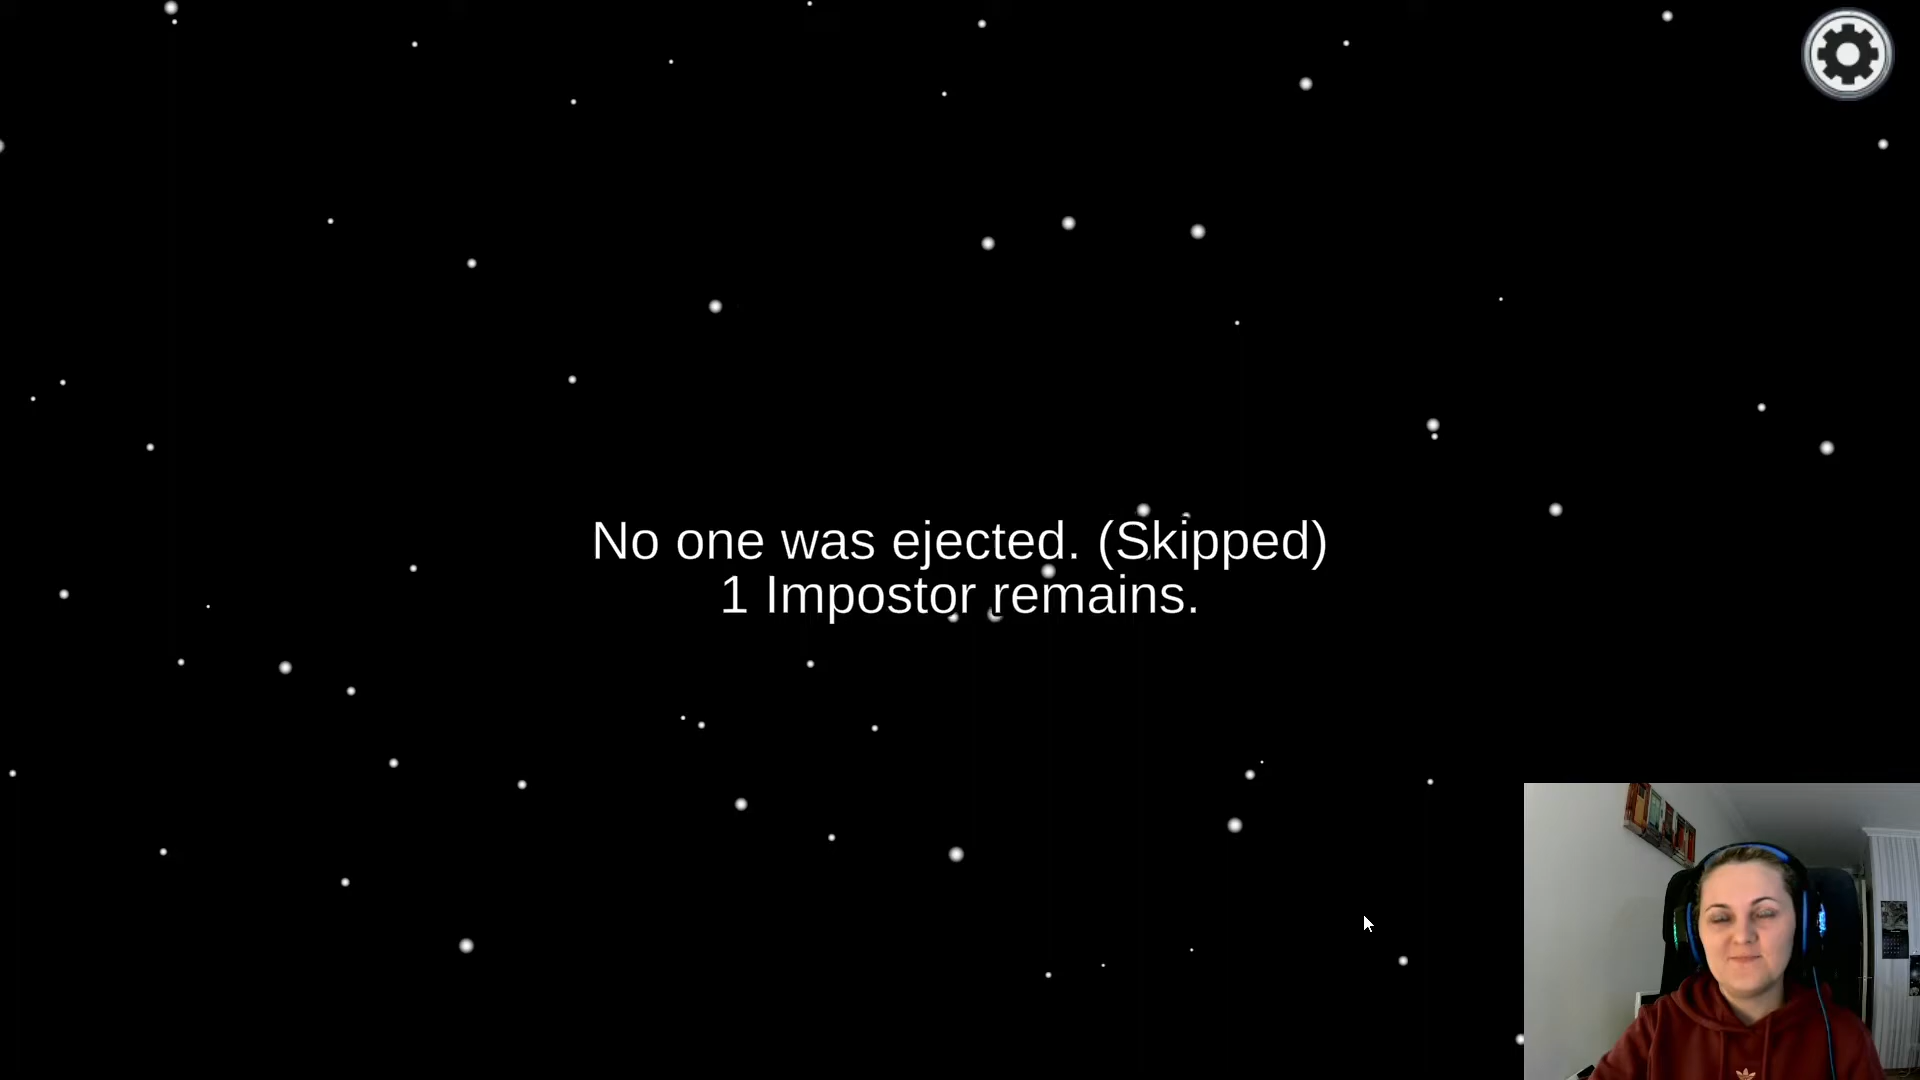 No one was ejected. (Skipped)
1 Impostor remains.